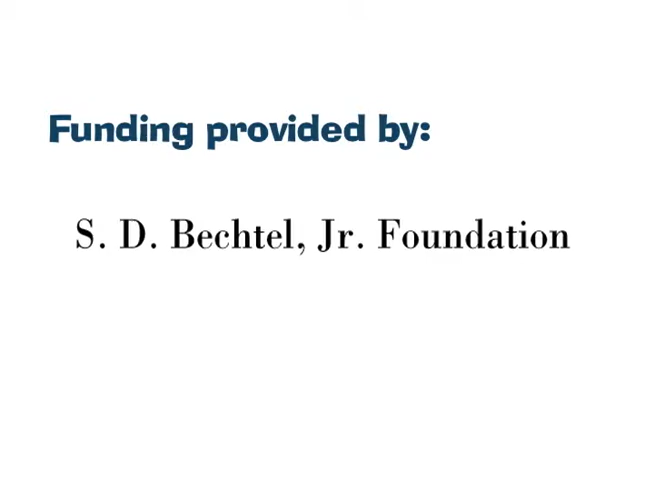 Funding provided by:
S. D. Bechtel, Jr. Foundation